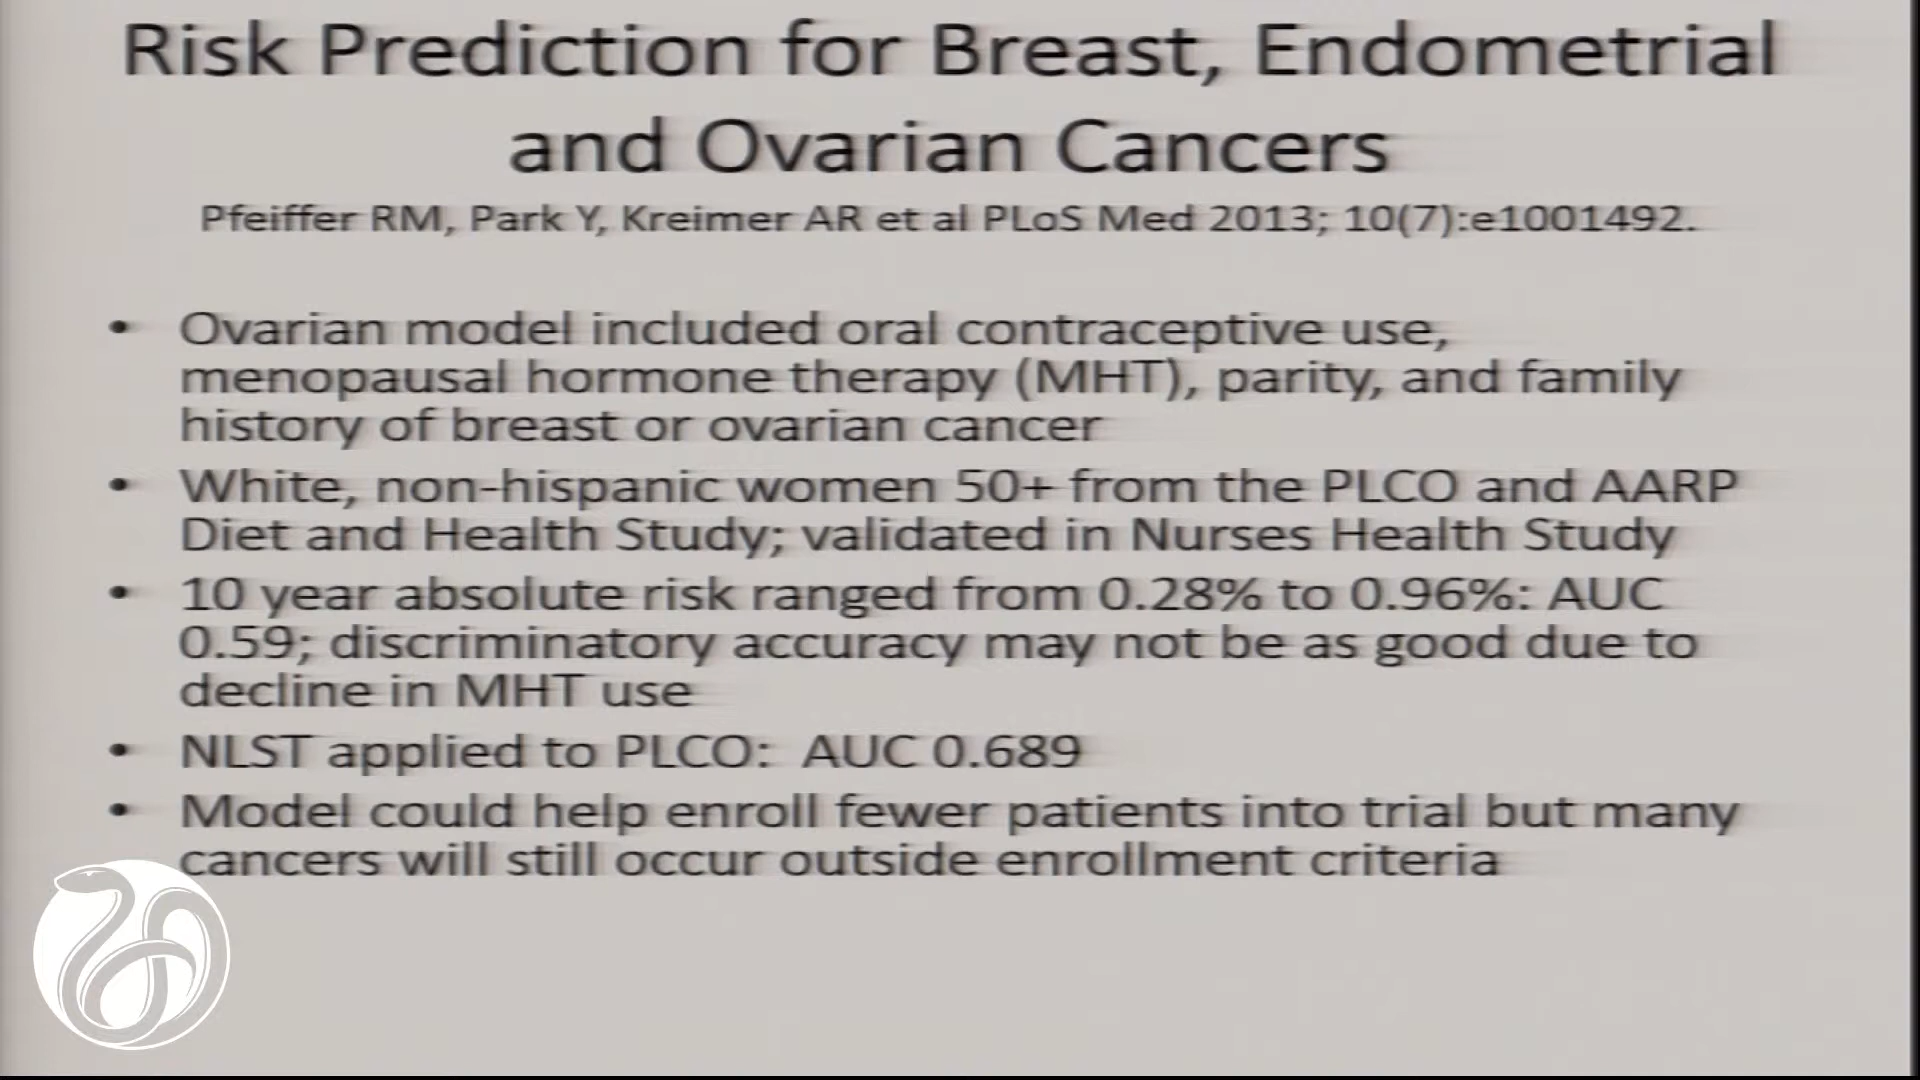 Risk Prediction for Breast, Endometrial
and Ovarian Cancers
Pfeiffer RM, Park Y, Kreimer AR et al PLoS Med 2013; 10(7):e1001492.
• Ovarian model included oral contraceptive use,
menopausal hormone therapy (MHT), parity, and family
history of breast or ovarian cancer
• White, non-hispanic women 50+ from the PLCO and AARP
Diet and Health Study; validated in Nurses Health Study
• 10 year absolute risk ranged from 0.28% to 0.96%: AUC
0.59; discriminatory accuracy may not be as good due to
decline in MHT use
• NLST applied to PLCO: AUC 0.689
• Model could help enroll fewer patients into trial but many
cancers will still occur outside enrollment criteria